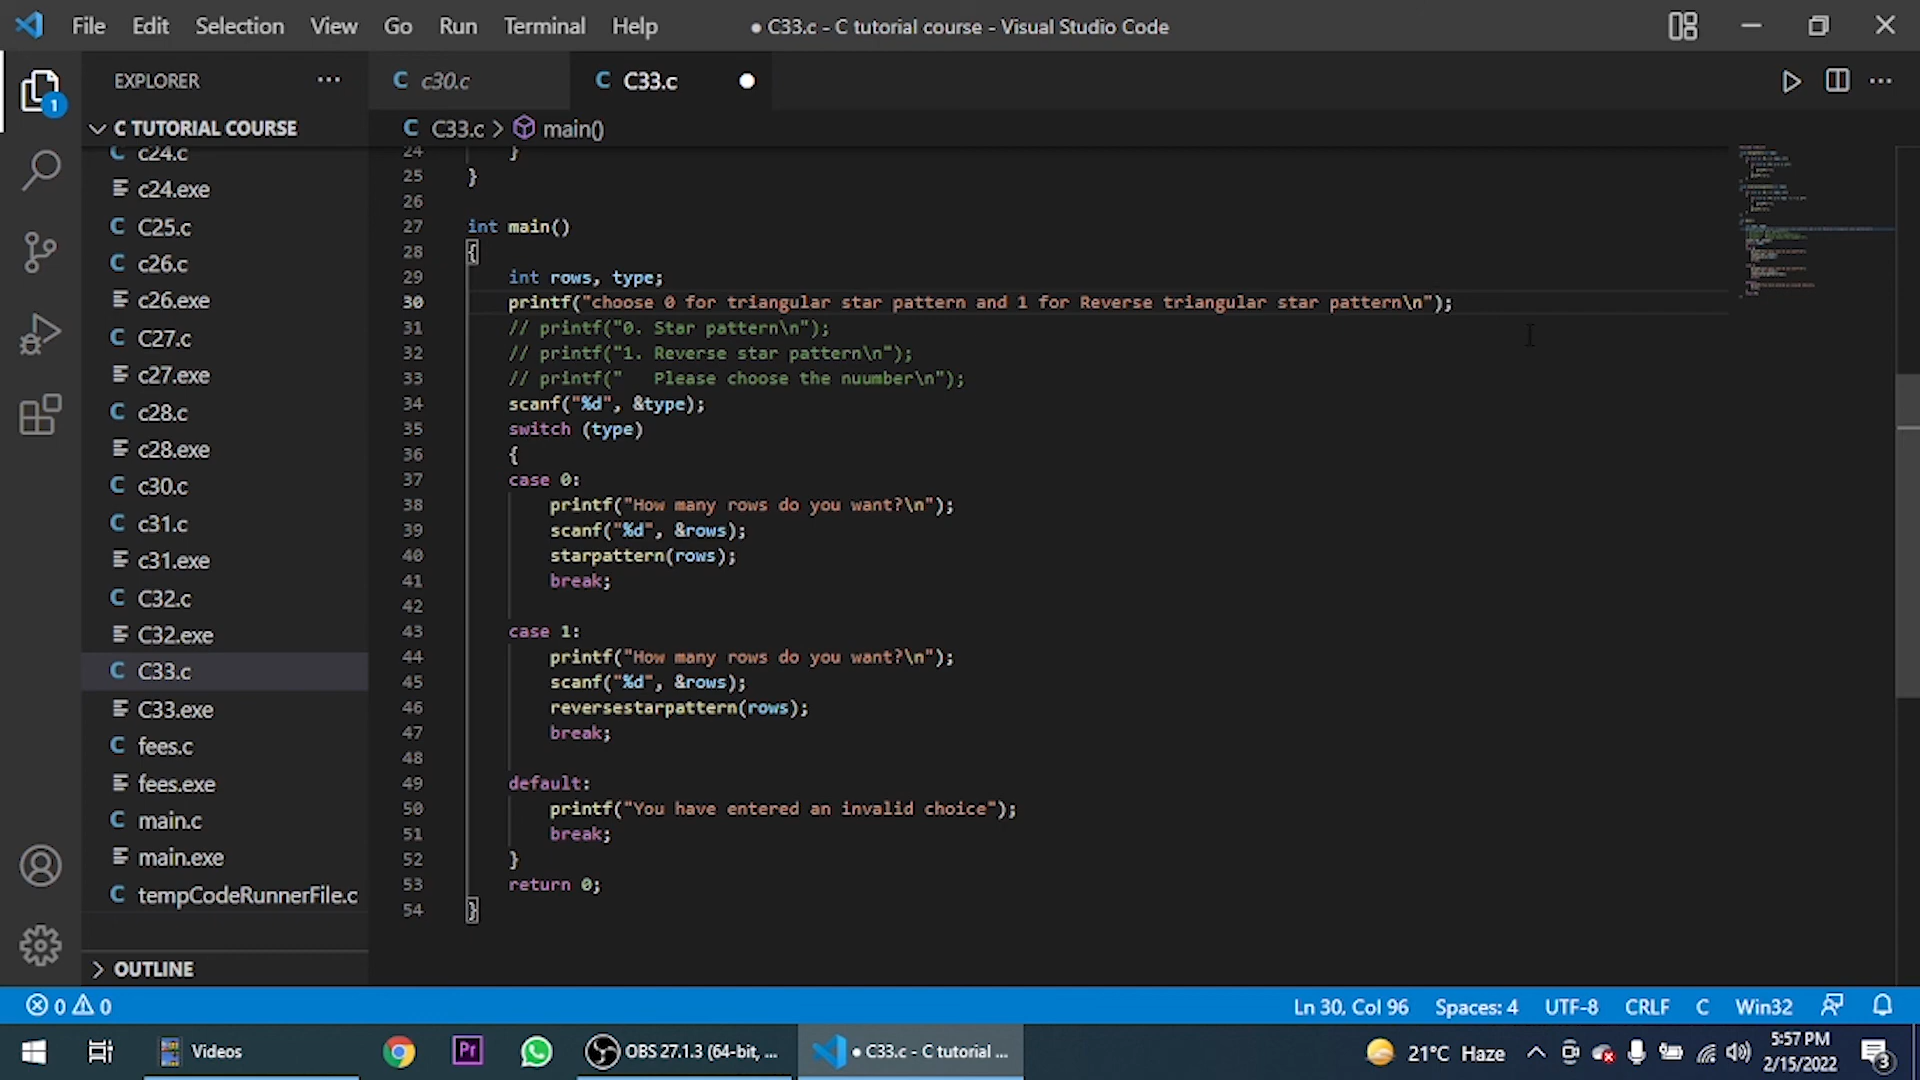 File Edit Selection View Go Run Terminal Help
● C33.c - C tutorial course - Visual Studio Code
EXPLORER ···
c30.c
C33.c
C TUTORIAL COURSE
C33.c > main()
c24.c
c24.exe
C25.c
c26.c
c26.exe
C27.c
c27.exe
c28.c
c28.exe
c30.c
c31.c
c31.exe
C32.c
C32.exe
C33.c
C33.exe
fees.c
fees.exe
main.c
main.exe
tempCodeRunnerFile.c
OUTLINE
24 }
25 }
26
27 int main()
28 {
29 int rows, type;
30 printf("choose 0 for triangular star pattern and 1 for Reverse triangular star pattern\n");
31 // printf("0. Star pattern\n");
32 // printf("1. Reverse star pattern\n");
33 // printf("   Please choose the nuumber\n");
34 scanf("%d", &type);
35 switch (type)
36 {
37 case 0:
38 printf("How many rows do you want?\n");
39 scanf("%d", &rows);
40 starpattern(rows);
41 break;
42
43 case 1:
44 printf("How many rows do you want?\n");
45 scanf("%d", &rows);
46 reversestarpattern(rows);
47 break;
48
49 default:
50 printf("You have entered an invalid choice");
51 break;
52 }
53 return 0;
54 }
1
0 0
Ln 30, Col 96 Spaces: 4 UTF-8 CRLF C Win32
Videos
Pr
OBS 27.1.3 (64-bit, ...
● C33.c - C tutorial ...
21°C Haze
5:57 PM
2/15/2022
3